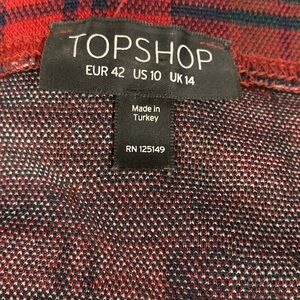 TOPSHOP
EUR 42 US 10 UK 14
Made in
Turkey
RN 125149